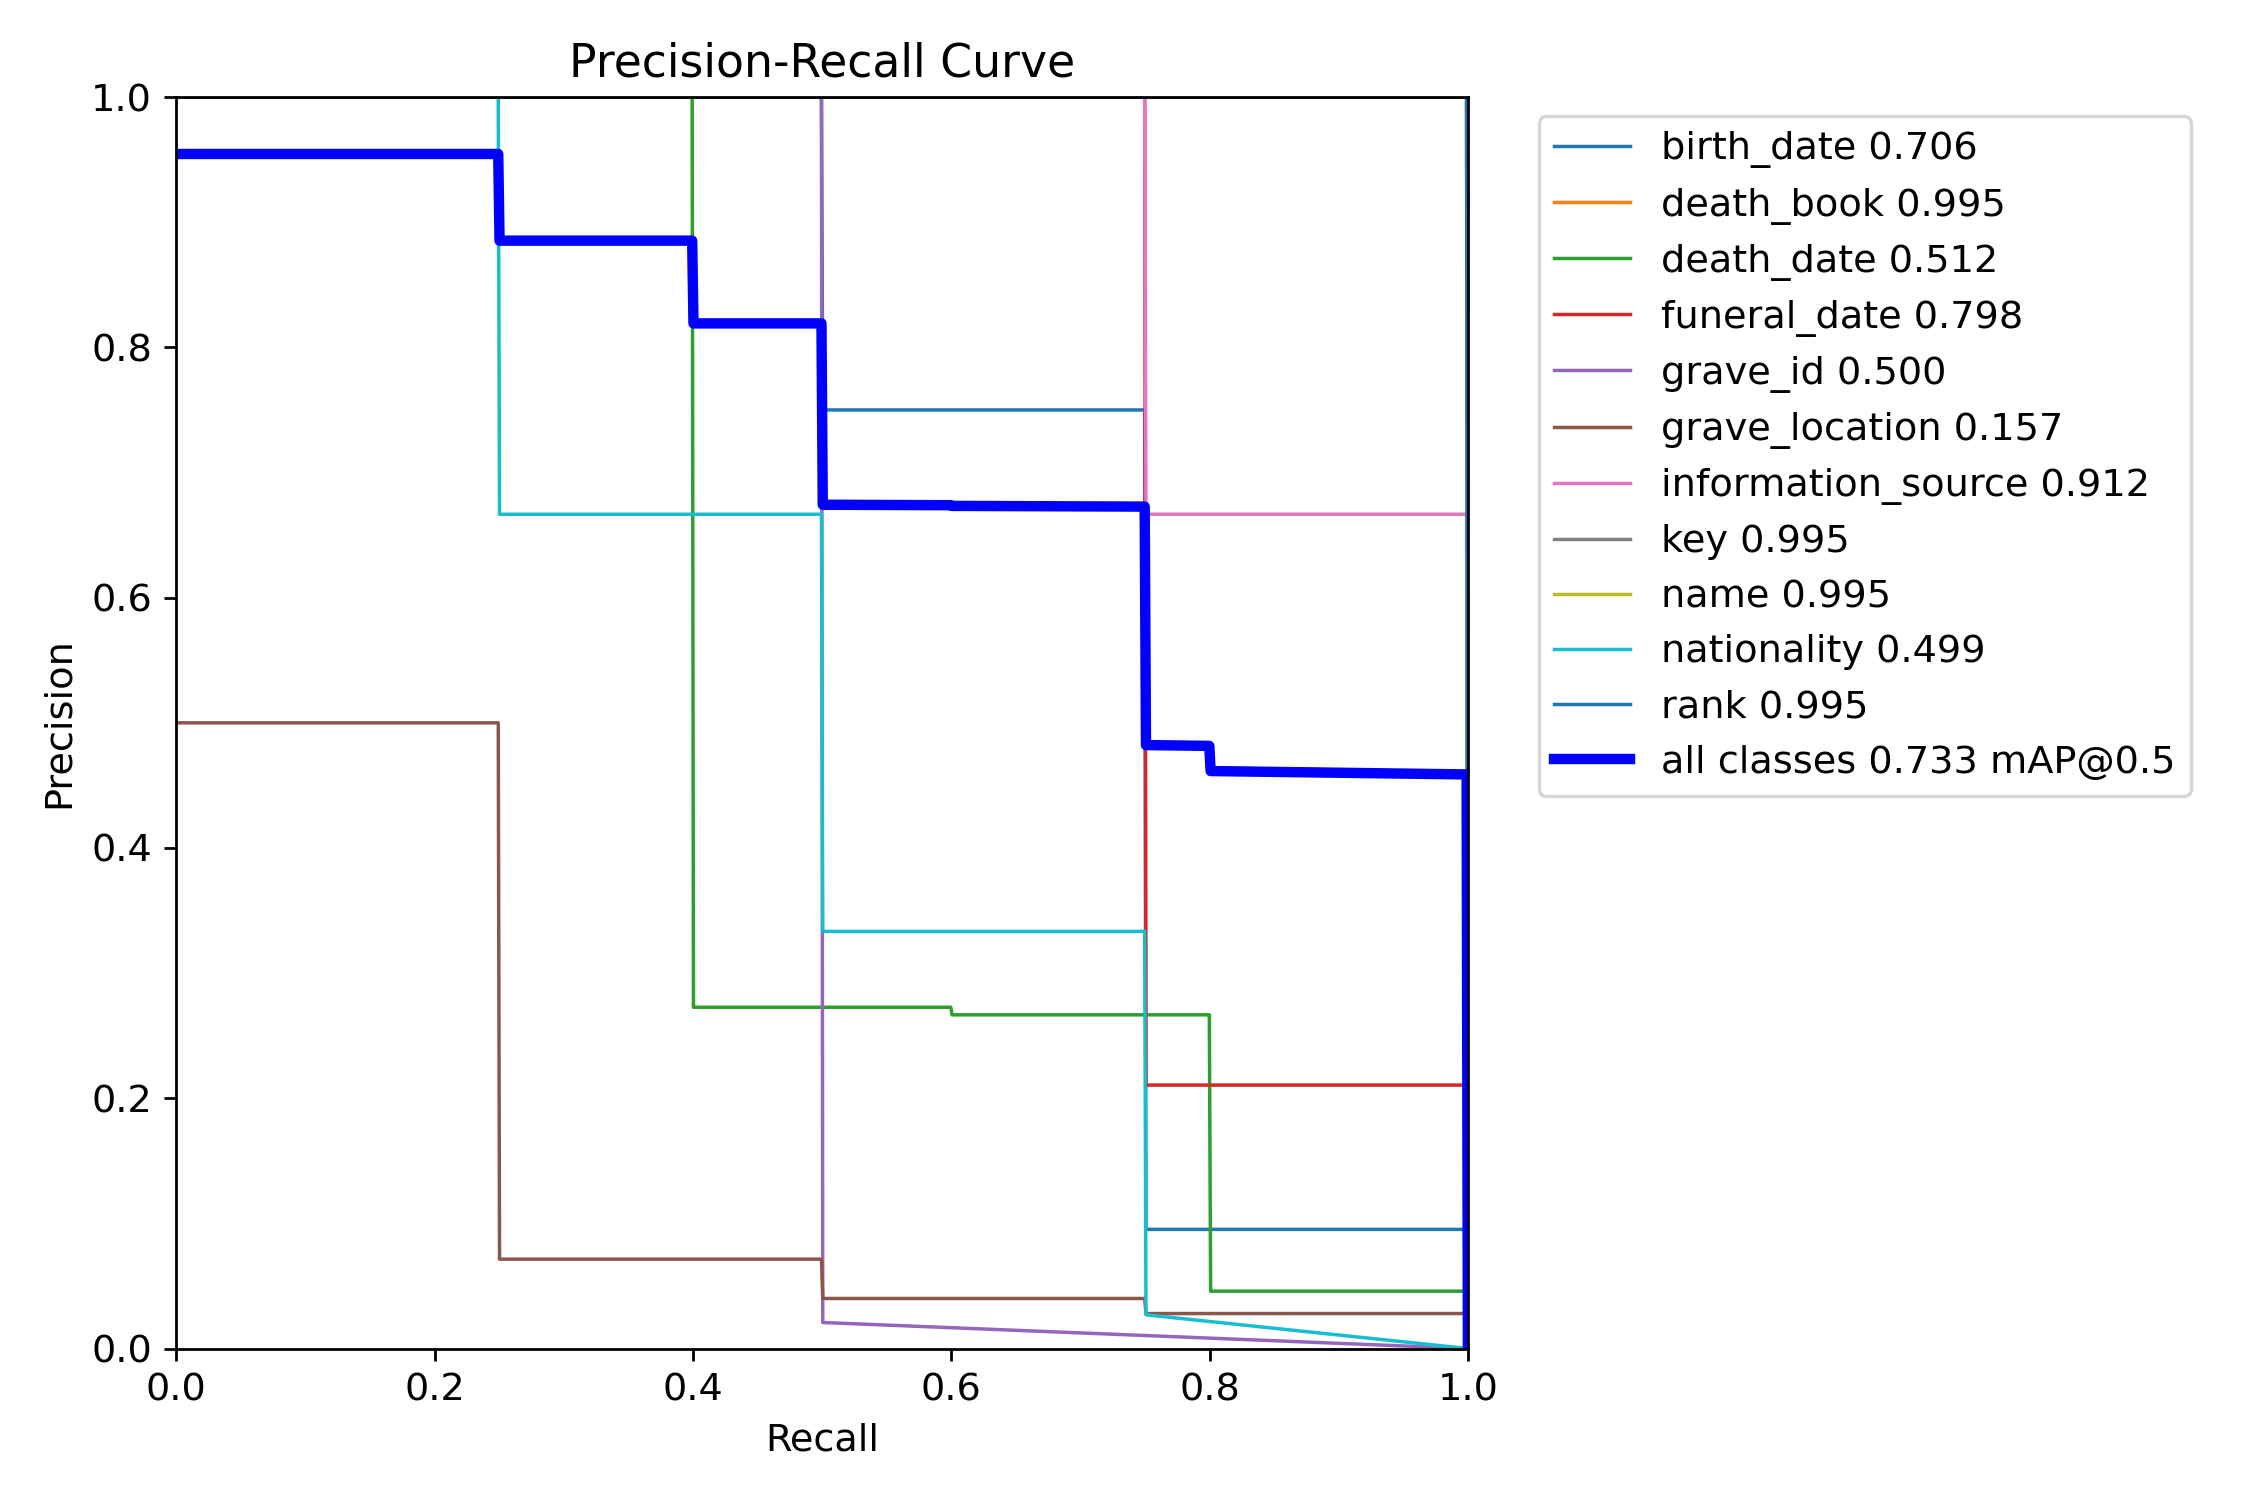 Precision-Recall Curve
1.0
0.8
0.6
0.4
0.2
0.0
Precision
0.0 0.2 0.4 0.6 0.8 1.0
Recall
birth_date 0.706
death_book 0.995
death_date 0.512
funeral_date 0.798
grave_id 0.500
grave_location 0.157
information_source 0.912
key 0.995
name 0.995
nationality 0.499
rank 0.995
all classes 0.733 mAP@0.5